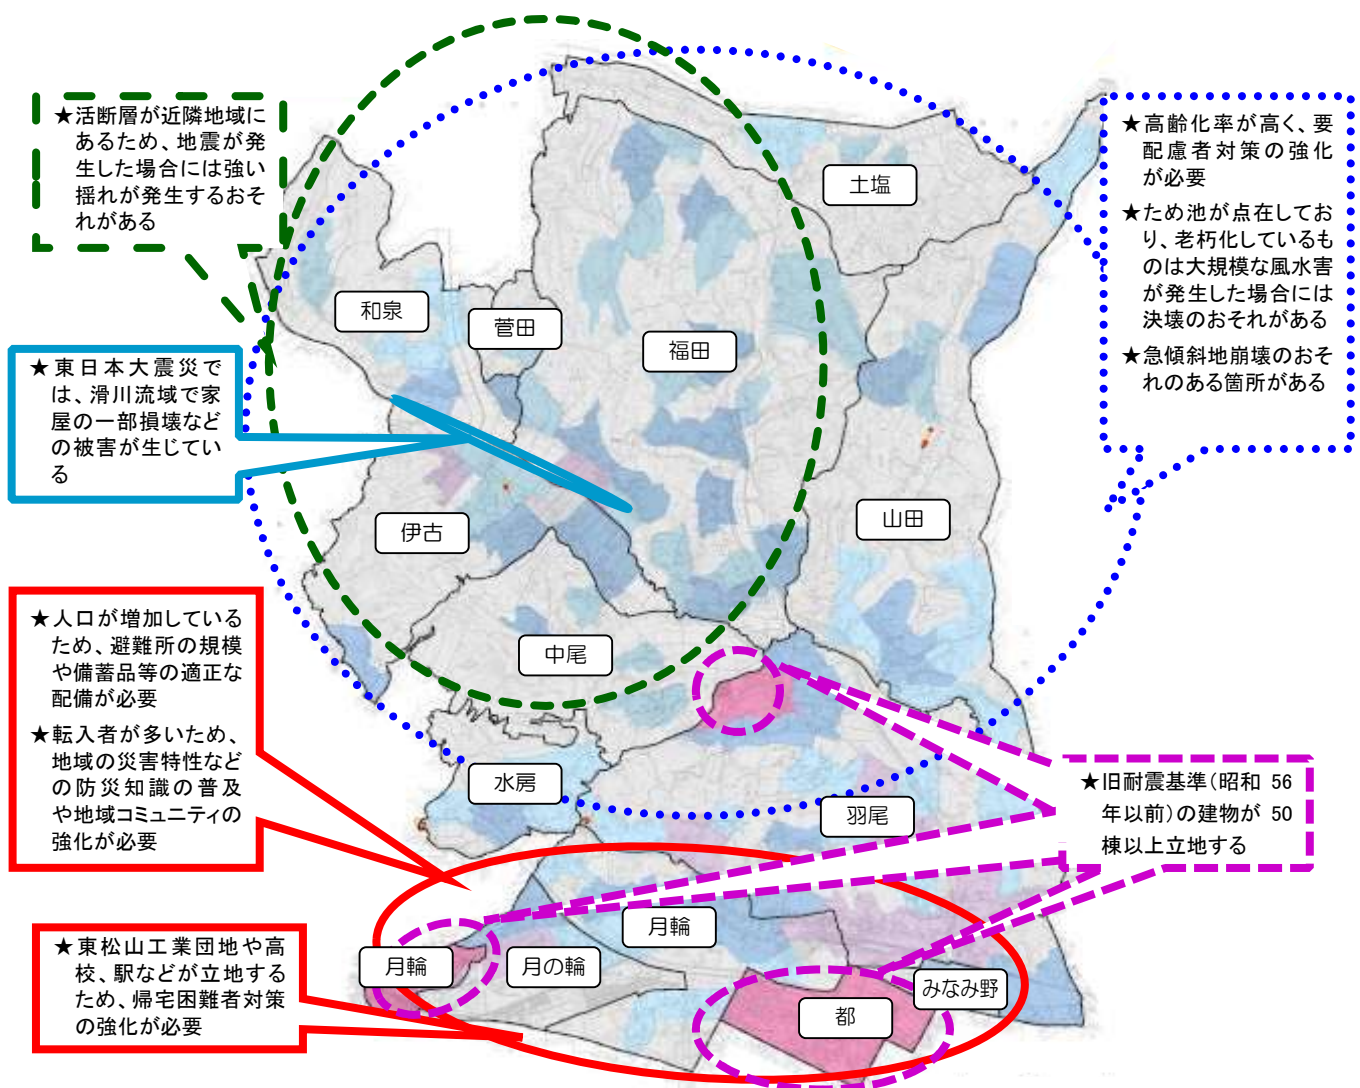 ★活断層が近隣地域に
あるため、地震が発
生した場合には強い
揺れが発生するおそ
れがある
★高齢化率が高く、要
配慮者対策の強化
が必要
★ため池が点在してお
り、老朽化しているも
のは大規模な風水害
が発生した場合には
決壊のおそれがある
★急傾斜地崩壊のおそ
れのある箇所がある
土塩
和泉
菅田
福田
★東日本大震災で
は、滑川流域で家
屋の一部損壊など
の被害が生じてい
る
伊古
山田
★人口が増加している
ため、避難所の規模
や備蓄品等の適正な
配備が必要
★転入者が多いため、
地域の災害特性など
の防災知識の普及
や地域コミュニティの
強化が必要
中尾
水房
羽尾
★旧耐震基準(昭和 56
年以前)の建物が 50
棟以上立地する
★東松山工業団地や高
校、駅などが立地する
ため、帰宅困難者対策
の強化が必要
月輪
月輪
月の輪
みなみ野
都